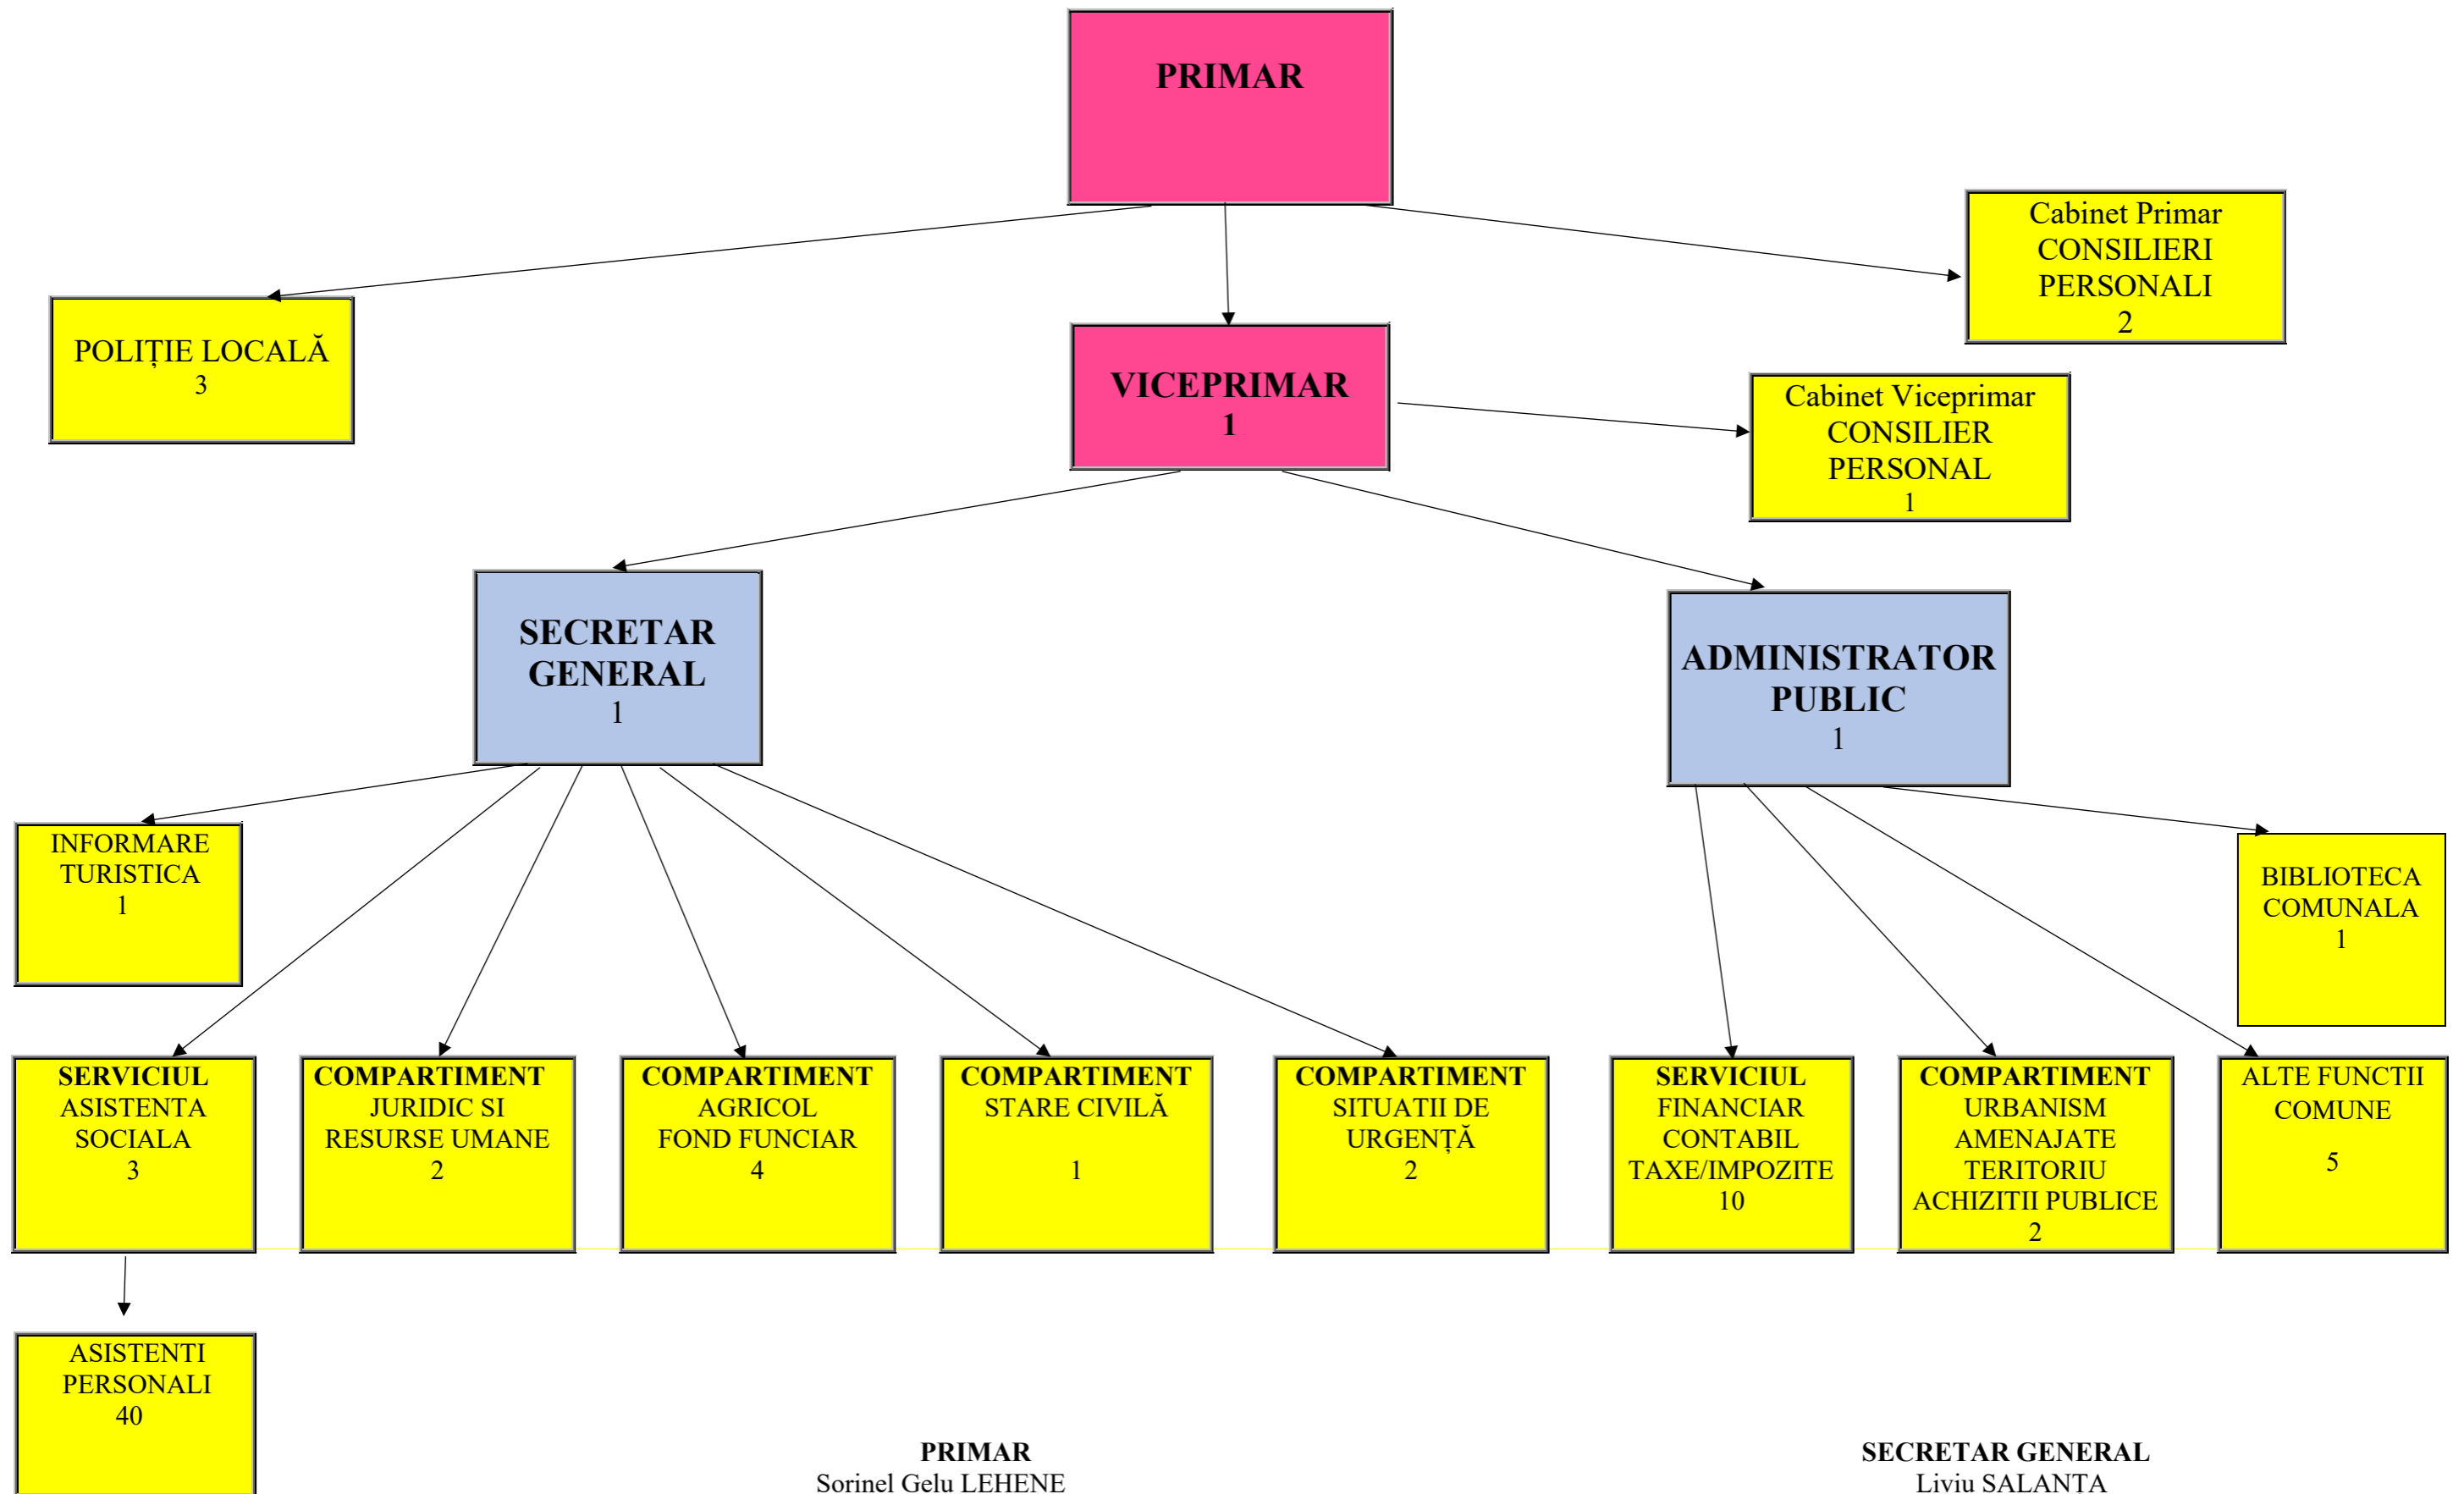 PRIMAR
Cabinet Primar
CONSILIERI
PERSONALI
2
POLIȚIE LOCALĂ
3
VICEPRIMAR
1
Cabinet Viceprimar
CONSILIER
PERSONAL
1
SECRETAR
GENERAL
1
ADMINISTRATOR
PUBLIC
1
INFORMARE
TURISTICA
1
BIBLIOTECA
COMUNALA
1
SERVICIUL
ASISTENTA
SOCIALA
3
COMPARTIMENT
JURIDIC SI
RESURSE UMANE
2
COMPARTIMENT
AGRICOL
FOND FUNCIAR
4
COMPARTIMENT
STARE CIVILĂ
1
COMPARTIMENT
SITUATII DE
URGENȚĂ
2
SERVICIUL
FINANCIAR
CONTABIL
TAXE/IMPOZITE
10
COMPARTIMENT
URBANISM
AMENAJATE
TERITORIU
ACHIZITII PUBLICE
2
ALTE FUNCTII
COMUNE
5
ASISTENTI
PERSONALI
40
PRIMAR
Sorinel Gelu LEHENE
SECRETAR GENERAL
Liviu SALANTA